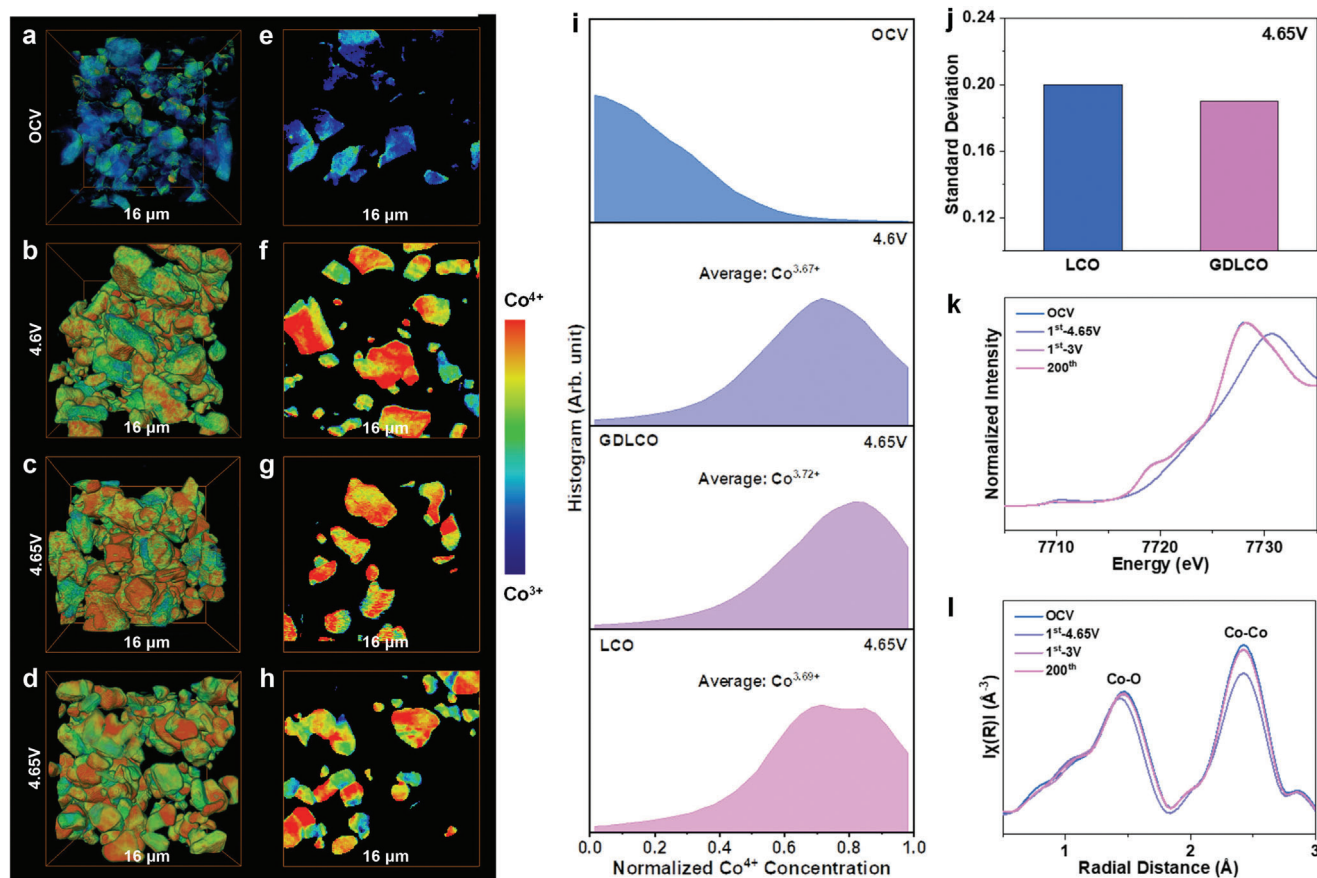 a
OCV
16 μm
e
16 μm
b
4.6V
16 μm
f
16 μm
c
4.65V
16 μm
g
16 μm
d
4.65V
16 μm
h
16 μm
Co4+
Co3+
i
OCV
4.6V
Average: Co3.67+
GDLCO
4.65V
Average: Co3.72+
LCO
4.65V
Average: Co3.69+
Histogram (Arb. unit)
0.0 0.2 0.4 0.6 0.8 1.0
Normalized Co4+ Concentration
j
4.65V
Standard Deviation
0.24
0.20
0.16
0.12
LCO GDLCO
k
OCV
1st-4.65V
1st-3V
200th
Normalized Intensity
7710 7720 7730
Energy (eV)
l
OCV
1st-4.65V
1st-3V
200th
Co-O
Co-Co
Iχ(R)I (Å-3)
1 2 3
Radial Distance (Å)